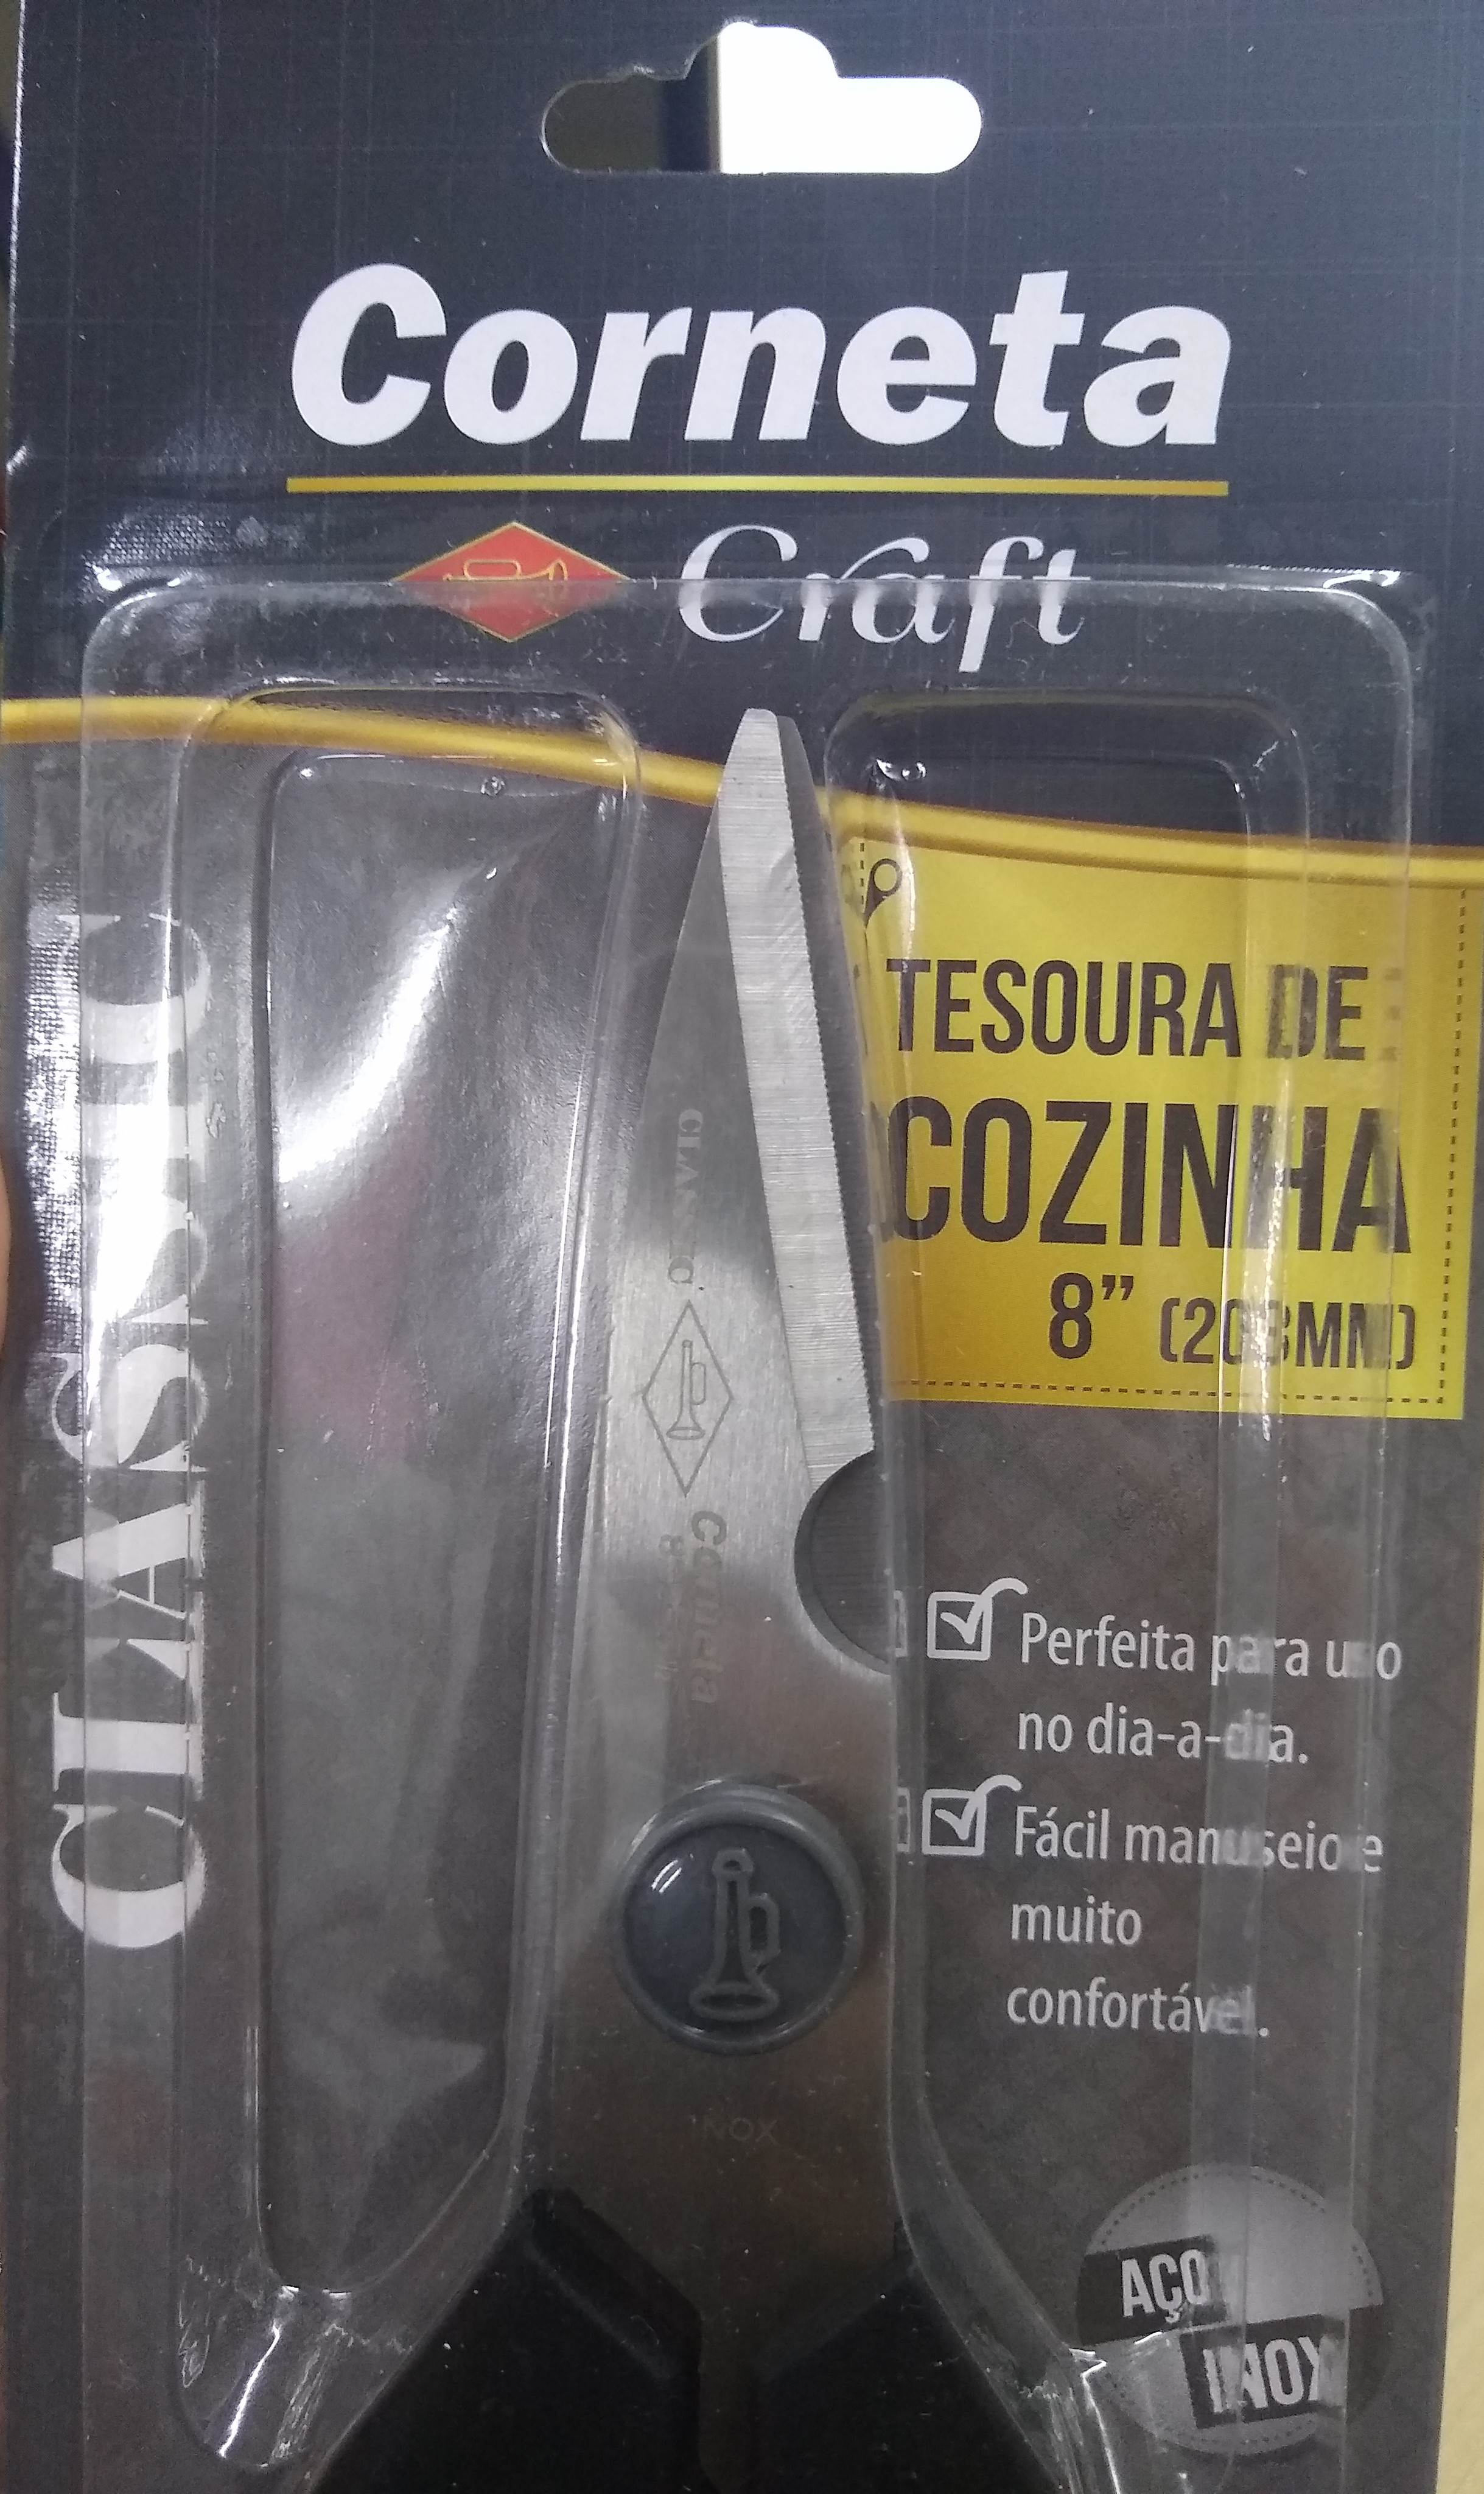 Corneta
Craft
CLASSIC
TESOURA DE
COZINHA
8” (203MM)
CLASSIC
Corneta
Perfeita para uso
no dia-a-dia.
Fácil manuseio e
muito
confortável.
INOX
AÇO
INOX